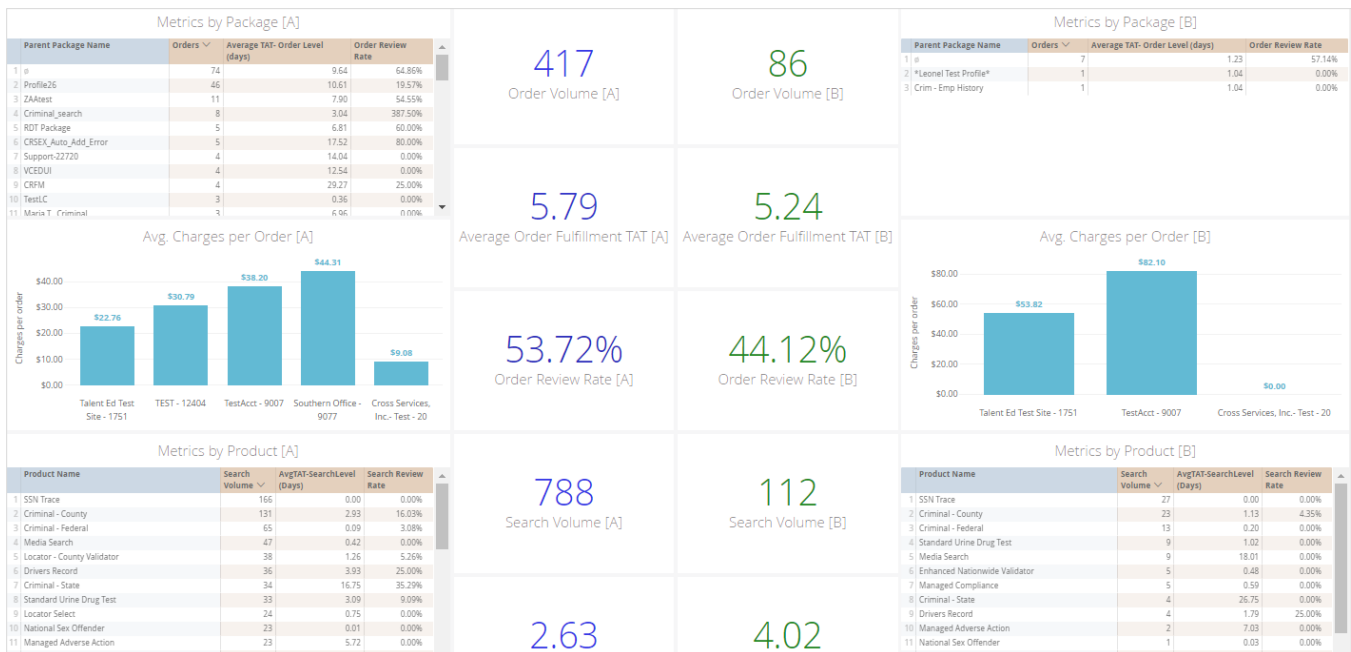 Metrics by Package [A]
Parent Package Name Orders Average TAT- Order Level (days) Order Review Rate
1 ø 74 9.64 64.86%
2 Profile26 46 10.61 19.57%
3 ZAAtest 11 7.90 54.55%
4 Criminal_search 8 3.04 387.50%
5 RDT Package 5 6.81 60.00%
6 CRSEX_Auto_Add_Error 5 17.52 80.00%
7 Support-22720 4 14.04 0.00%
8 VCEDUI 4 12.54 0.00%
9 CRFM 4 29.27 25.00%
10 TestLC 3 0.36 0.00%
11 Maria T. Criminal 3 6.96 0.00%
417
Order Volume [A]
86
Order Volume [B]
Metrics by Package [B]
Parent Package Name Orders Average TAT- Order Level (days) Order Review Rate
1 ø 7 1.23 57.14%
2 *Leonel Test Profile* 1 1.04 0.00%
3 Crim - Emp History 1 1.04 0.00%
5.79
Average Order Fulfillment TAT [A]
5.24
Average Order Fulfillment TAT [B]
Avg. Charges per Order [A]
Charges per order
$40.00
$30.00
$20.00
$10.00
$0.00
$22.76
$30.79
$38.20
$44.31
$9.08
Talent Ed Test Site - 1751
TEST - 12404
TestAcct - 9007
Southern Office - 9077
Cross Services, Inc.- Test - 20
53.72%
Order Review Rate [A]
44.12%
Order Review Rate [B]
Avg. Charges per Order [B]
Charges per order
$80.00
$60.00
$40.00
$20.00
$0.00
$53.82
$82.10
$0.00
Talent Ed Test Site - 1751
TestAcct - 9007
Cross Services, Inc.- Test - 20
Metrics by Product [A]
Product Name Search Volume AvgTAT-SearchLevel (Days) Search Review Rate
1 SSN Trace 166 0.00 0.00%
2 Criminal - County 131 2.93 16.03%
3 Criminal - Federal 65 0.09 3.08%
4 Media Search 47 0.42 0.00%
5 Locator - County Validator 38 1.26 5.26%
6 Drivers Record 36 3.93 25.00%
7 Criminal - State 34 16.75 35.29%
8 Standard Urine Drug Test 33 3.09 9.09%
9 Locator Select 24 0.75 0.00%
10 National Sex Offender 23 0.01 0.00%
11 Managed Adverse Action 23 5.72 0.00%
788
Search Volume [A]
112
Search Volume [B]
2.63
4.02
Metrics by Product [B]
Product Name Search Volume AvgTAT-SearchLevel (Days) Search Review Rate
1 SSN Trace 27 0.00 0.00%
2 Criminal - County 23 1.13 4.35%
3 Criminal - Federal 13 0.20 0.00%
4 Standard Urine Drug Test 9 1.02 0.00%
5 Media Search 9 18.01 0.00%
6 Enhanced Nationwide Validator 5 0.48 0.00%
7 Managed Compliance 5 0.59 0.00%
8 Criminal - State 4 26.75 0.00%
9 Drivers Record 4 1.79 25.00%
10 Managed Adverse Action 2 7.03 0.00%
11 National Sex Offender 1 0.03 0.00%